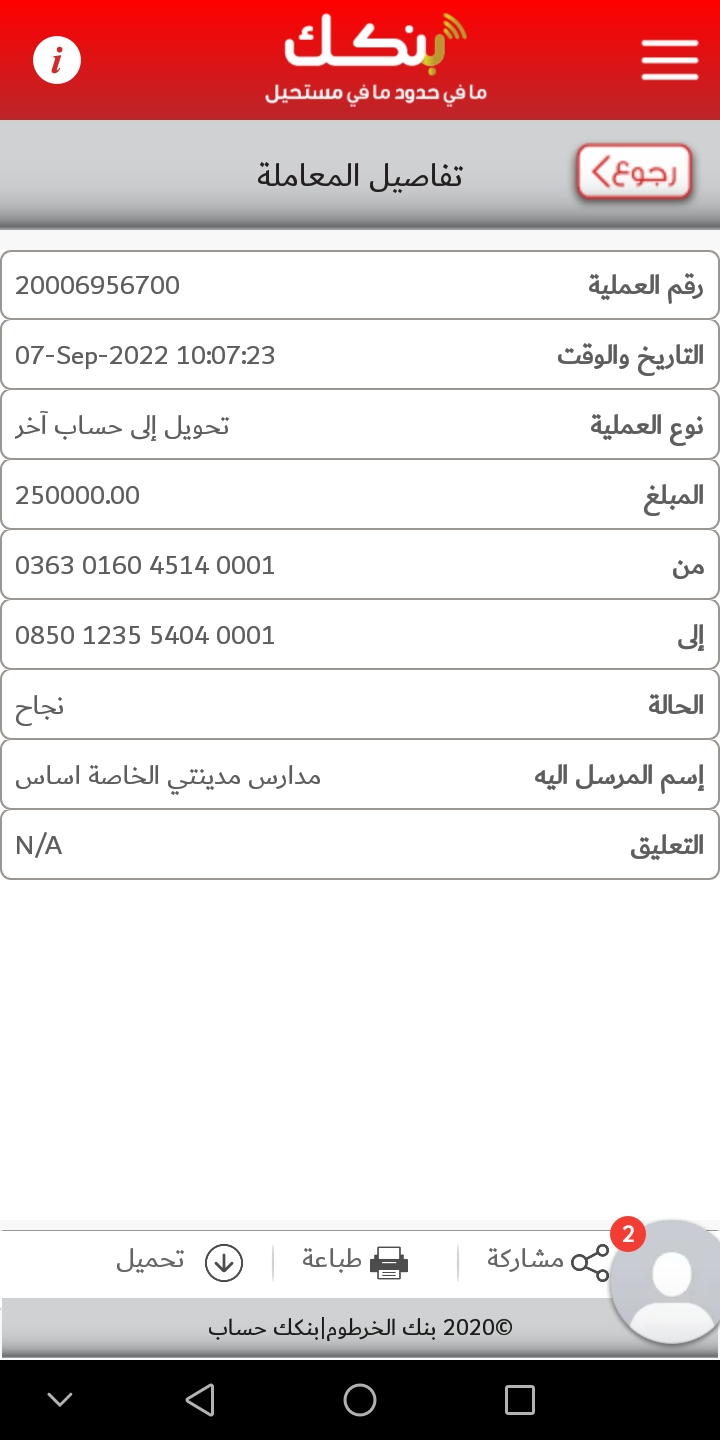 بنكك
ما في حدود ما في مستحيل
رجوع
تفاصيل المعاملة
رقم العملية 20006956700
التاريخ والوقت 07-Sep-2022 10:07:23
نوع العملية تحويل إلى حساب آخر
المبلغ 250000.00
من 0363 0160 4514 0001
إلى 0850 1235 5404 0001
الحالة نجاح
إسم المرسل اليه مدارس مدينتي الخاصة اساس
التعليق N/A
2
مشاركة طباعة تحميل
©2020 بنك الخرطوم|بنكك حساب